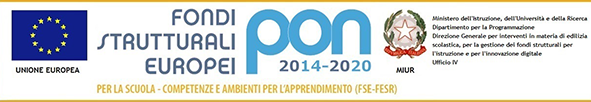 UNIONE EUROPEA
FONDI
STRUTTURALI
EUROPEI
pon
2014-2020
MIUR
Ministero dell'Istruzione, dell'Università e della Ricerca
Dipartimento per la Programmazione
Direzione Generale per interventi in materia di edilizia
scolastica, per la gestione dei fondi strutturali per
l'istruzione e per l'innovazione digitale
Ufficio IV
PER LA SCUOLA - COMPETENZE E AMBIENTI PER L'APPRENDIMENTO (FSE-FESR)